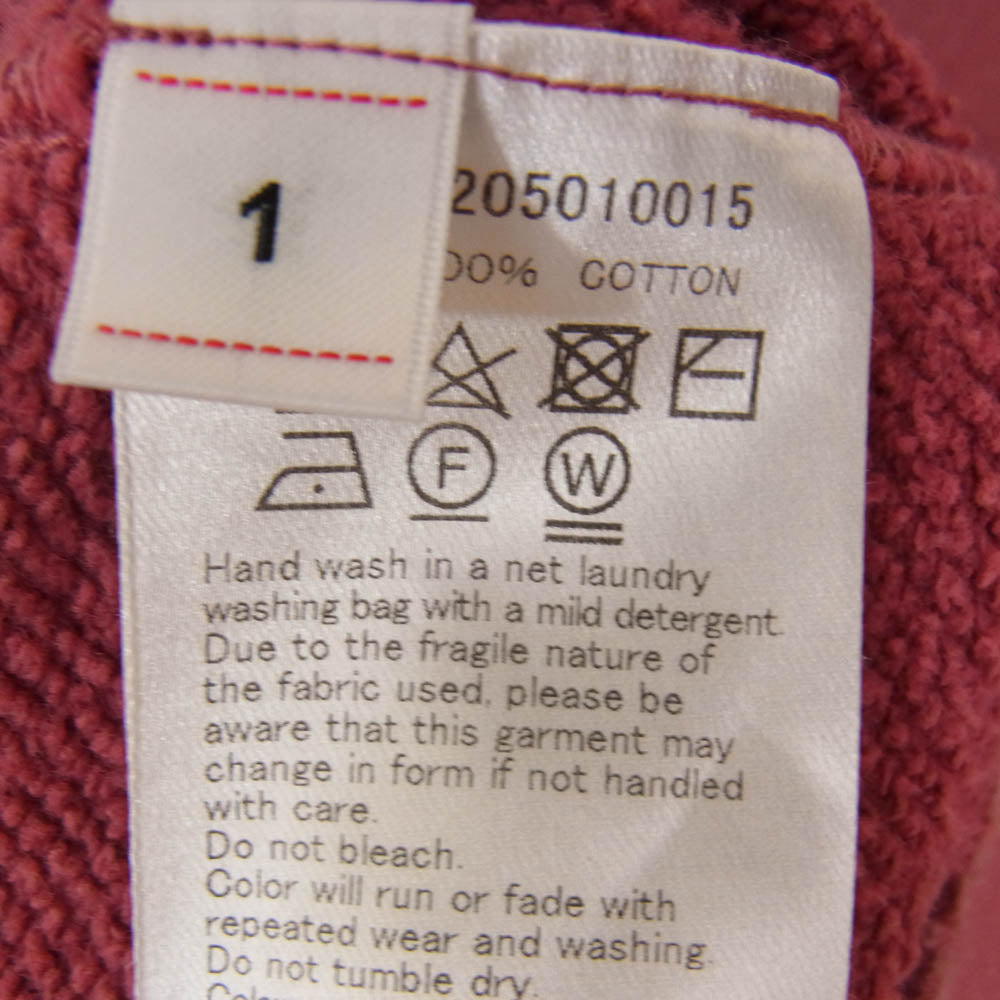 1
205010015
00% COTTON
F
W
Hand wash in a net laundry
washing bag with a mild detergent.
Due to the fragile nature of
the fabric used, please be
aware that this garment may
change in form if not handled
with care.
Do not bleach.
Color will run or fade with
repeated wear and washing.
Do not tumble dry.